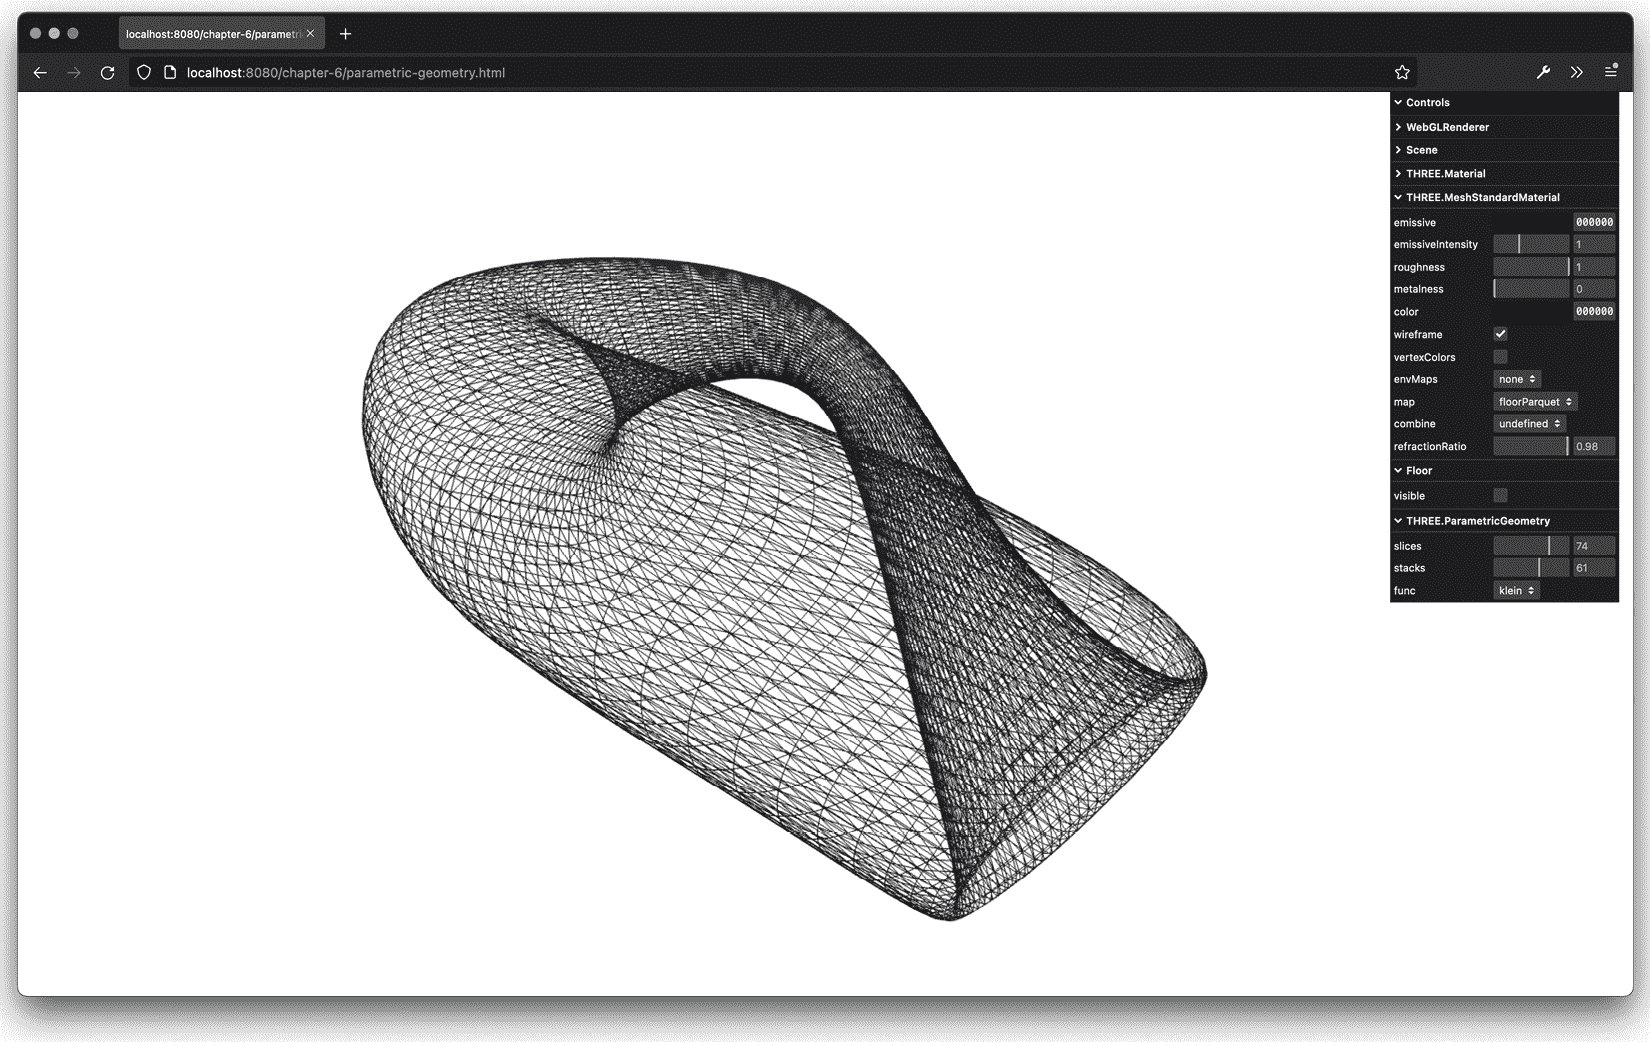 localhost:8080/chapter-6/parametri
localhost:8080/chapter-6/parametric-geometry.html
Controls
WebGLRenderer
Scene
THREE.Material
THREE.MeshStandardMaterial
emissive 000000
emissiveIntensity 1
roughness 1
metalness 0
color 000000
wireframe
vertexColors
envMaps none
map floorParquet
combine undefined
refractionRatio 0.98
Floor
visible
THREE.ParametricGeometry
slices 74
stacks 61
func klein